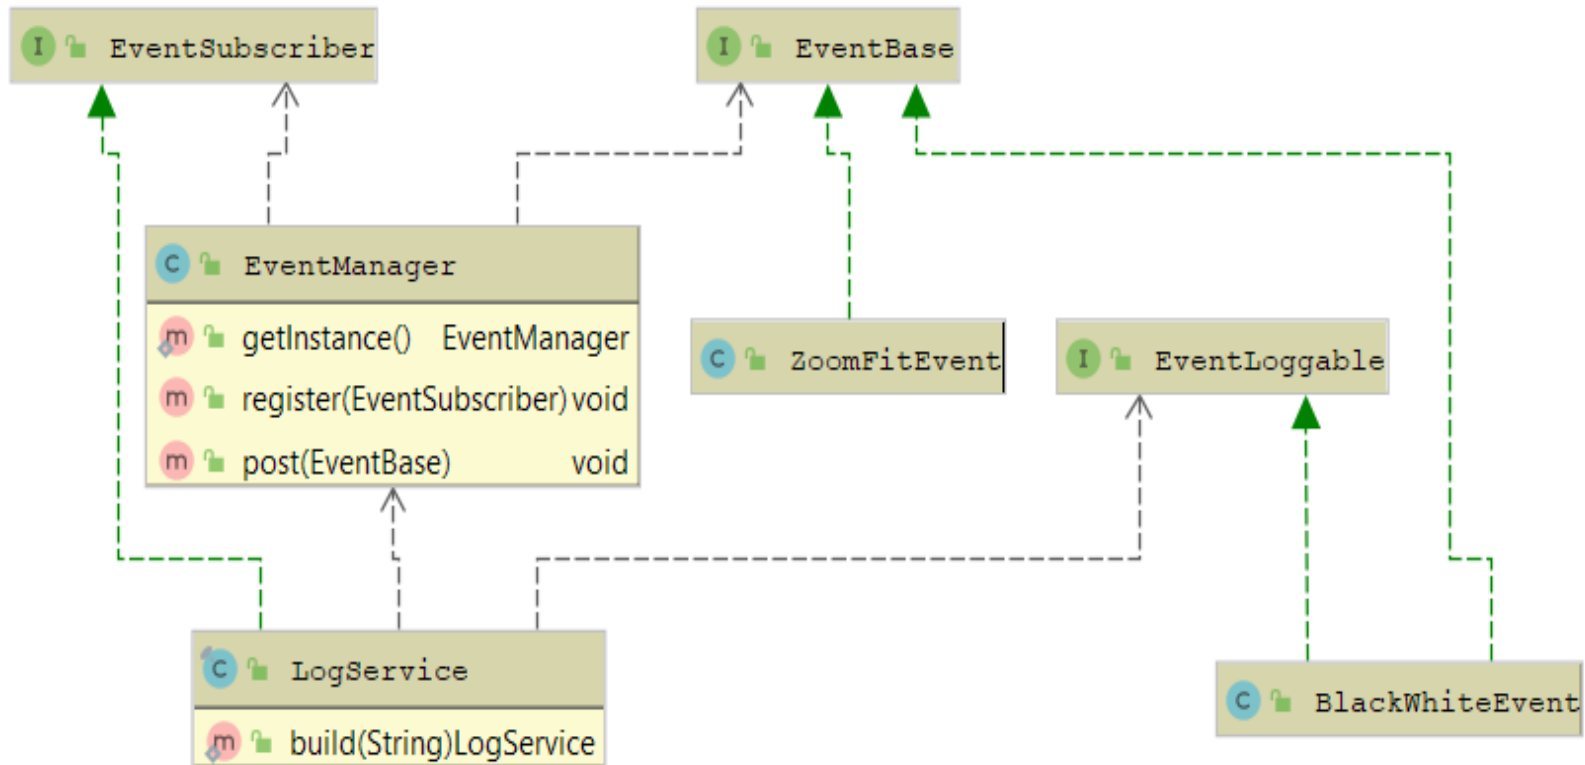 I EventSubscriber
I EventBase
C EventManager
m getInstance() EventManager
m register(EventSubscriber) void
m post(EventBase) void
C ZoomFitEvent
I EventLoggable
C LogService
m build(String)LogService
C BlackWhiteEvent